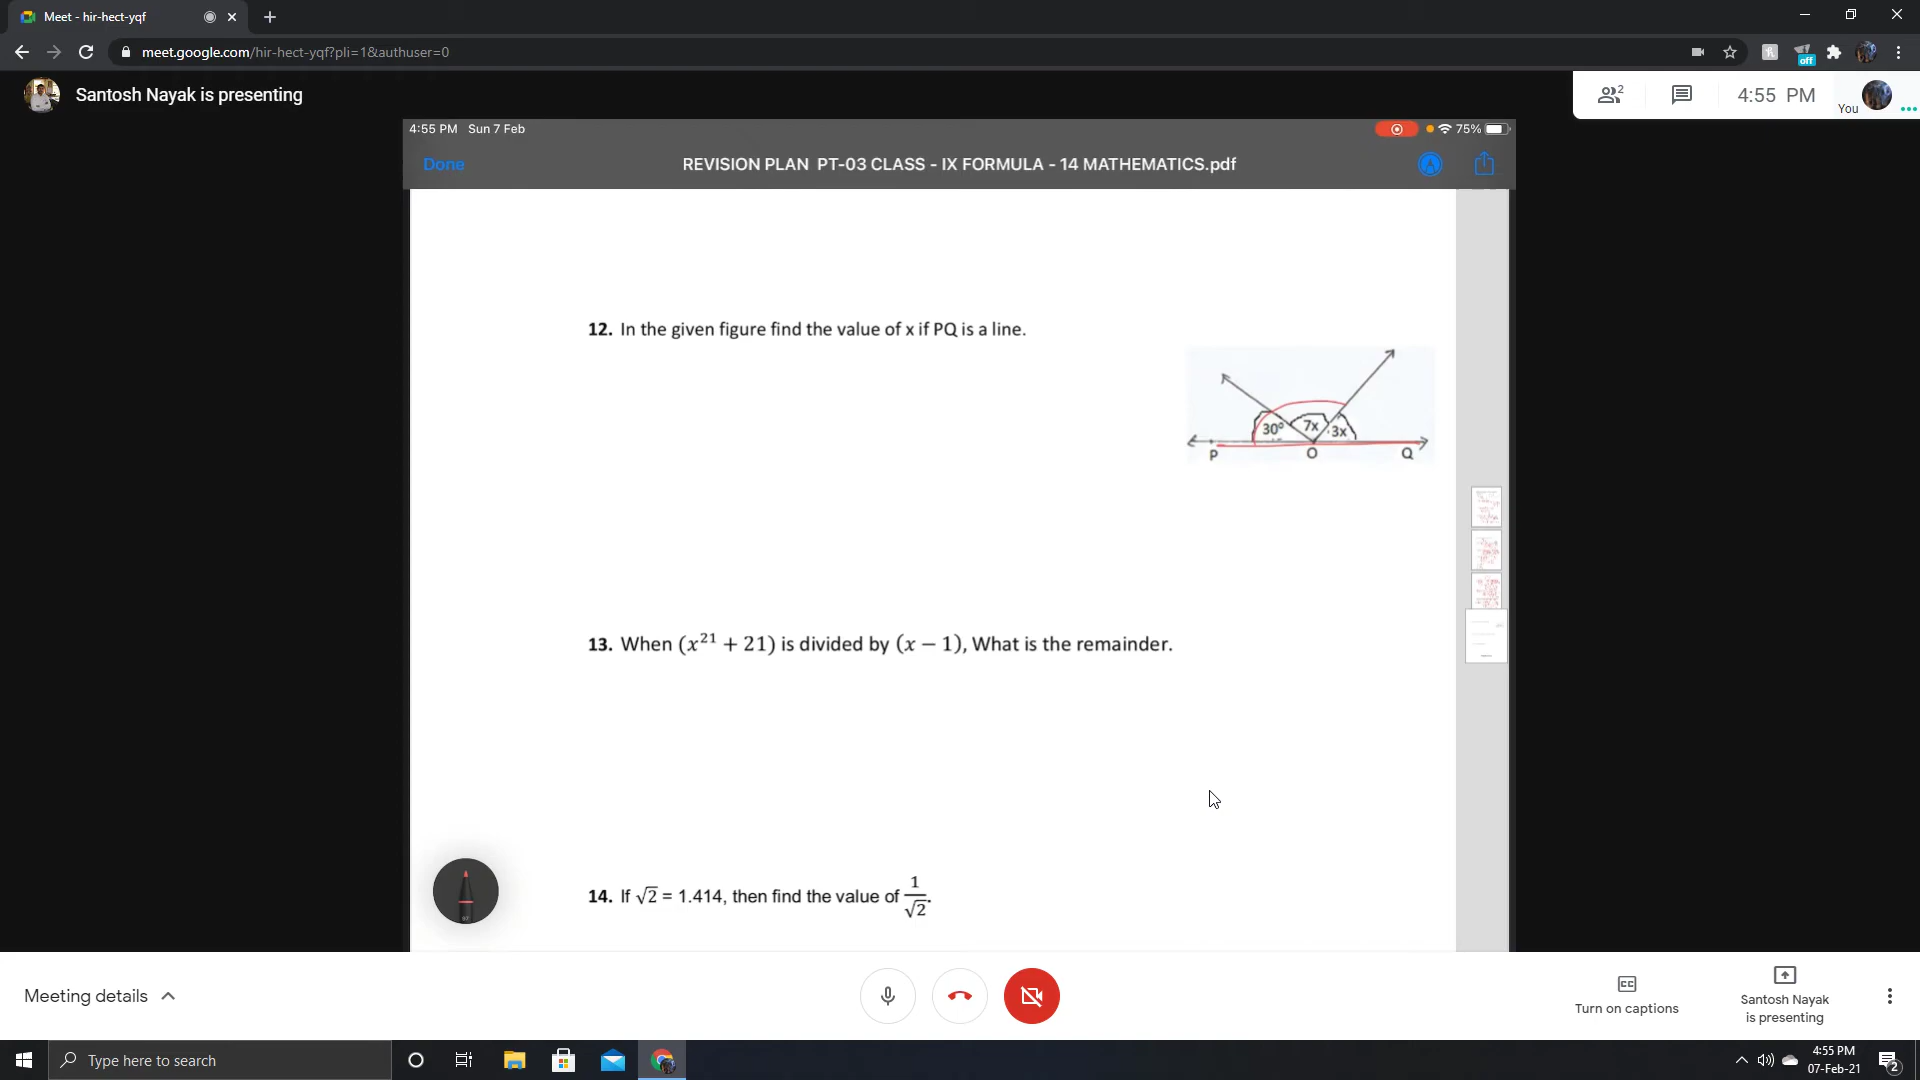 Meet - hir-hect-yqf
meet.google.com/hir-hect-yqf?pli=1&authuser=0
off
Santosh Nayak is presenting
2
4:55 PM
You
4:55 PM Sun 7 Feb
75%
Done
REVISION PLAN PT-03 CLASS - IX FORMULA - 14 MATHEMATICS.pdf
12. In the given figure find the value of x if PQ is a line.
30° 7x 3x
P O Q
13. When (x²¹ + 21) is divided by (x − 1), What is the remainder.
14. If √2 = 1.414, then find the value of 1/√2.
Meeting details
CC
Turn on captions
Santosh Nayak
is presenting
Type here to search
4:55 PM
07-Feb-21
2